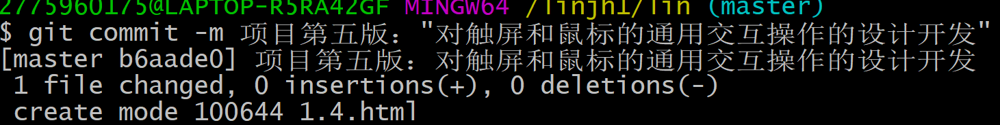 2775960175@LAPTOP-R5RA42GF MINGW64 /linjhl/lin (master)
$ git commit -m 项目第五版："对触屏和鼠标的通用交互操作的设计开发"
[master b6aade0] 项目第五版：对触屏和鼠标的通用交互操作的设计开发
1 file changed, 0 insertions(+), 0 deletions(-)
create mode 100644 1.4.html